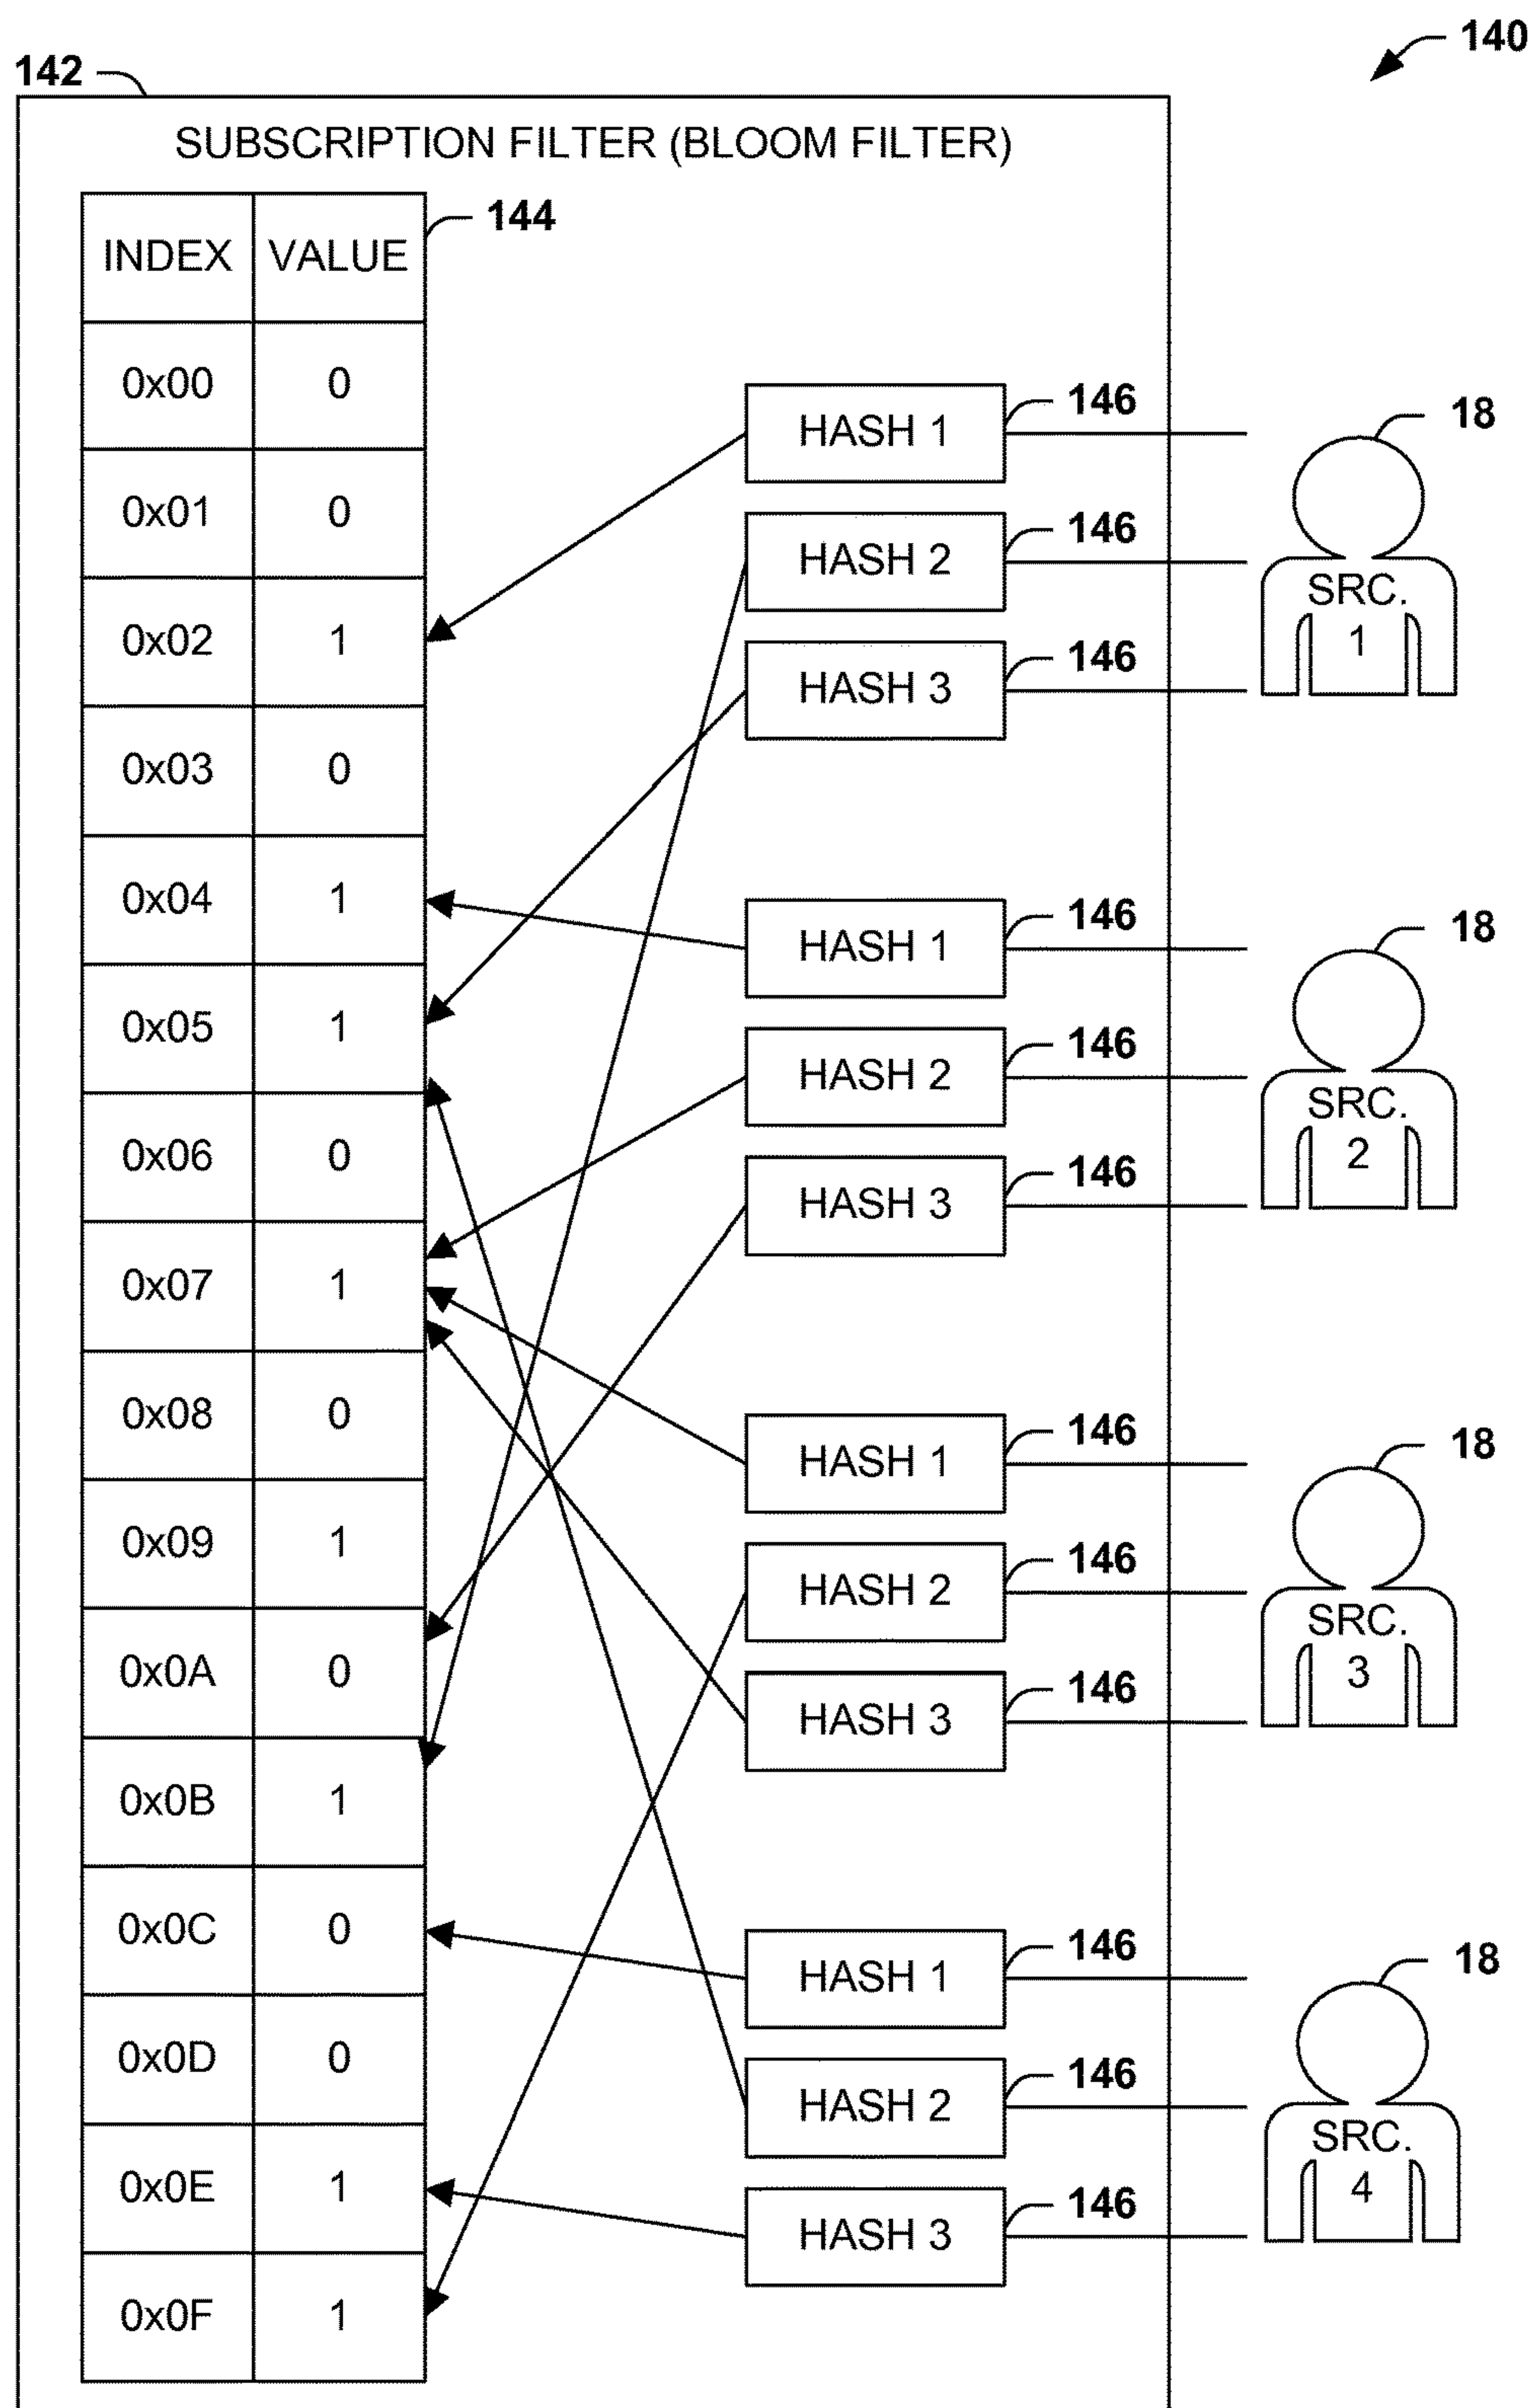 140
142
SUBSCRIPTION FILTER (BLOOM FILTER)
144
INDEX VALUE
0x00 0
0x01 0
0x02 1
0x03 0
0x04 1
0x05 1
0x06 0
0x07 1
0x08 0
0x09 1
0x0A 0
0x0B 1
0x0C 0
0x0D 0
0x0E 1
0x0F 1
HASH 1 146
HASH 2 146
HASH 3 146
18
SRC.
1
HASH 1 146
HASH 2 146
HASH 3 146
18
SRC.
2
HASH 1 146
HASH 2 146
HASH 3 146
18
SRC.
3
HASH 1 146
HASH 2 146
HASH 3 146
18
SRC.
4